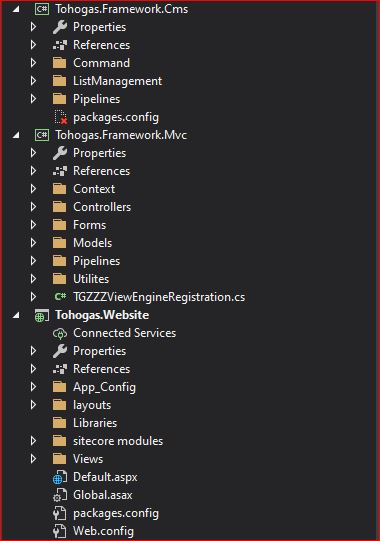 C# Tohogas.Framework.Cms
Properties
References
Command
ListManagement
Pipelines
packages.config
C# Tohogas.Framework.Mvc
Properties
References
Context
Controllers
Forms
Models
Pipelines
Utilites
C# TGZZZViewEngineRegistration.cs
Tohogas.Website
Connected Services
Properties
References
App_Config
layouts
Libraries
sitecore modules
Views
Default.aspx
Global.asax
packages.config
Web.config